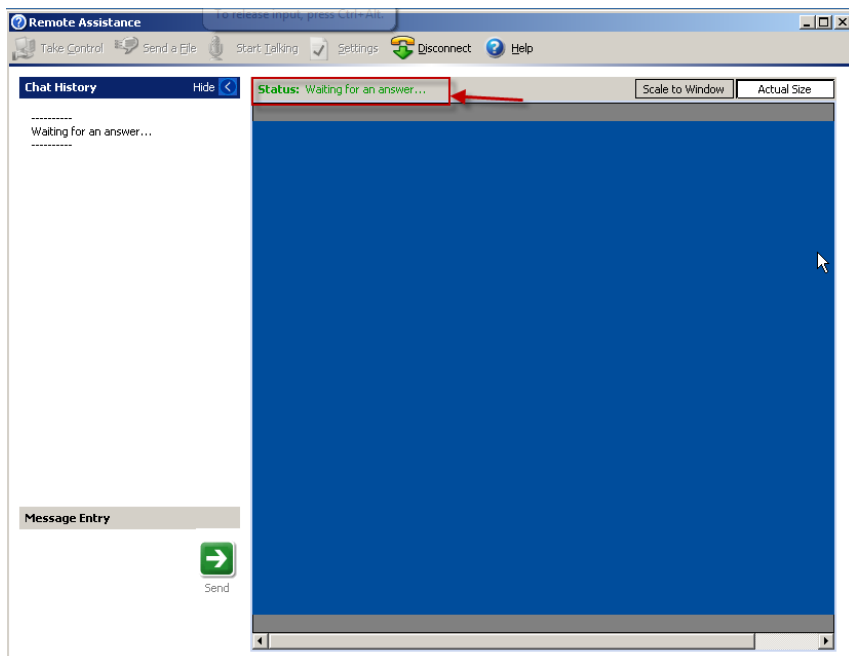 Remote Assistance
To release input, press Ctrl+Alt.
Take Control Send a File Start Talking Settings Disconnect Help
Chat History Hide
Status: Waiting for an answer...
Scale to Window Actual Size
----------
Waiting for an answer...
----------
Message Entry
Send